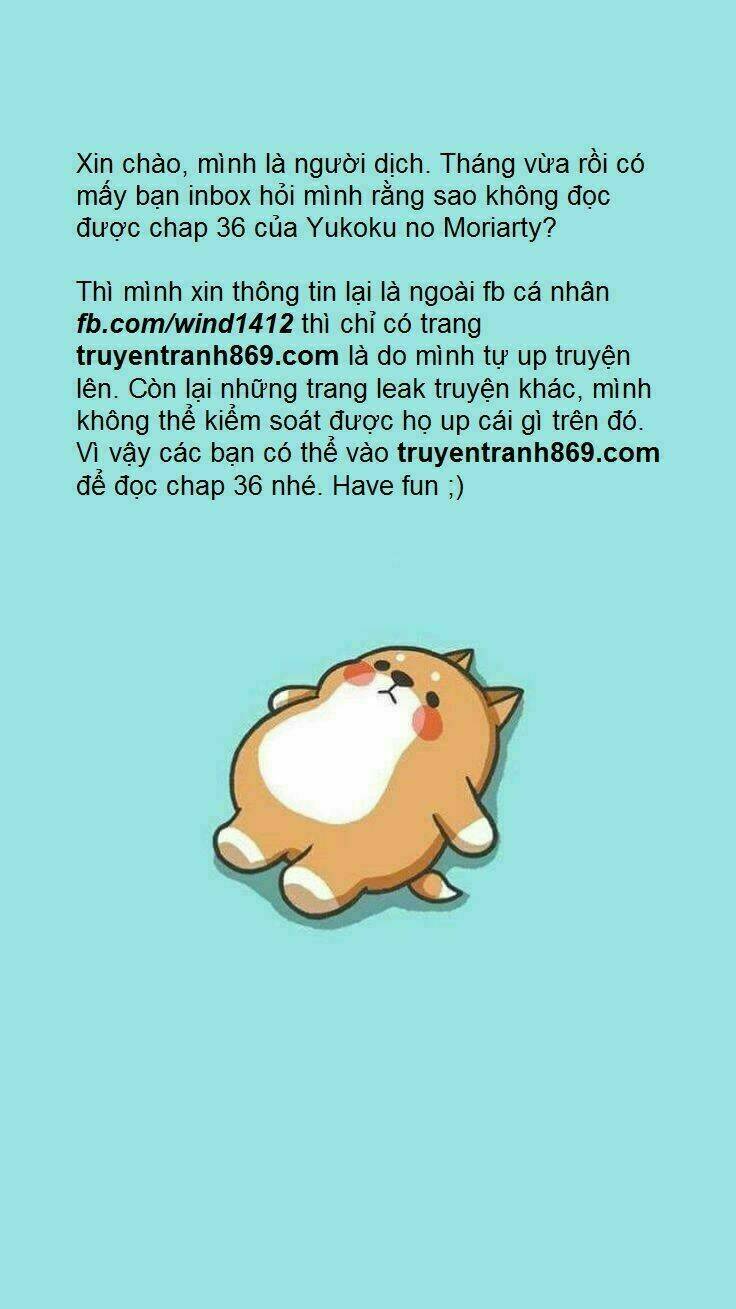 Xin chào, mình là người dịch. Tháng vừa rồi có
mấy bạn inbox hỏi mình rằng sao không đọc
được chap 36 của Yukoku no Moriarty?
Thì mình xin thông tin lại là ngoài fb cá nhân
fb.com/wind1412 thì chỉ có trang
truyentranh869.com là do mình tự up truyện
lên. Còn lại những trang leak truyện khác, mình
không thể kiểm soát được họ up cái gì trên đó.
Vì vậy các bạn có thể vào truyentranh869.com
để đọc chap 36 nhé. Have fun ;)